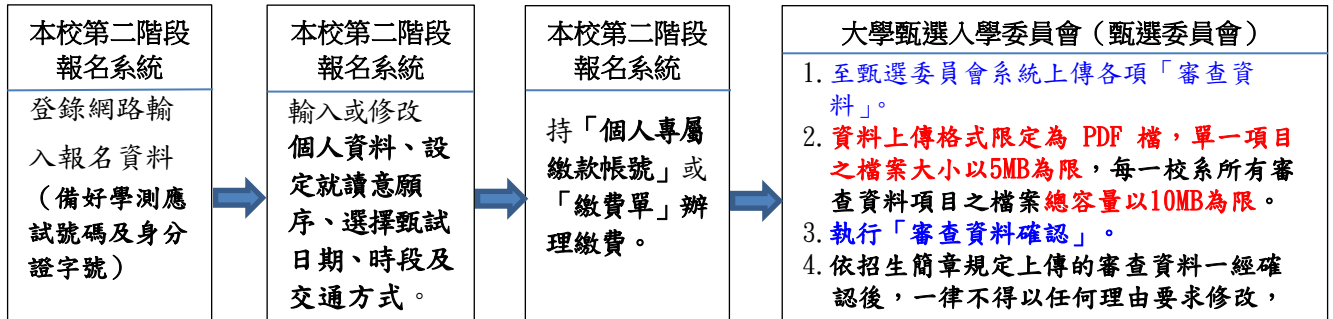 本校第二階段
報名系統
登錄網路輸
入報名資料
（備好學測應
試號碼及身分
證字號）
本校第二階段
報名系統
輸入或修改
個人資料、設
定就讀意願
序、選擇甄試
日期、時段及
交通方式。
本校第二階段
報名系統
持「個人專屬
繳款帳號」或
「繳費單」辦
理繳費。
大學甄選入學委員會（甄選委員會）
1.至甄選委員會系統上傳各項「審查資
料」。
2.資料上傳格式限定為 PDF 檔，單一項目
之檔案大小以5MB為限，每一校系所有審
查資料項目之檔案總容量以10MB為限。
3.執行「審查資料確認」。
4.依招生簡章規定上傳的審查資料一經確
認後，一律不得以任何理由要求修改，